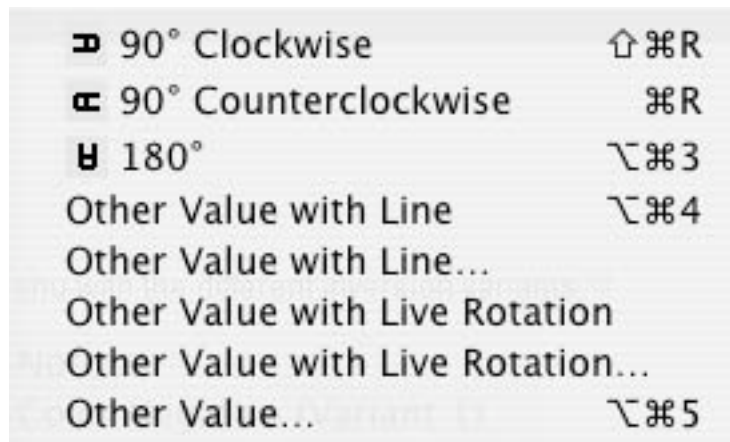 90° Clockwise ⇧⌘R
90° Counterclockwise ⌘R
180° ⌥⌘3
Other Value with Line ⌥⌘4
Other Value with Line...
Other Value with Live Rotation
Other Value with Live Rotation...
Other Value... ⌥⌘5